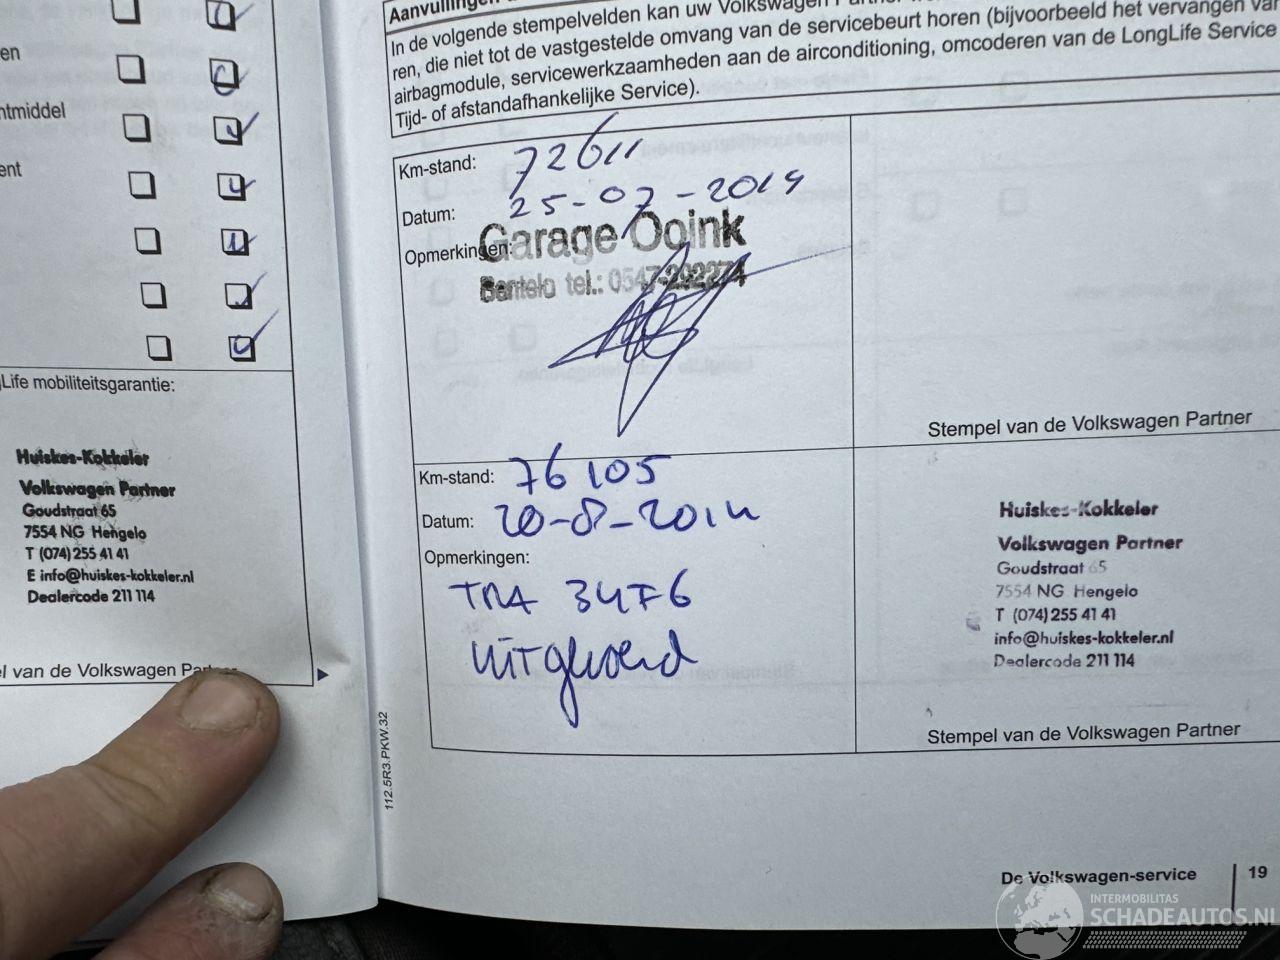 en
ntmiddel
ent
Life mobiliteitsgarantie:
Huiskes-Kokkeler
Volkswagen Partner
Goudstraat 65
7554 NG Hengelo
T (074) 255 41 41
E info@huiskes-kokkeler.nl
Dealercode 211 114
el van de Volkswagen Partner
Aanvullingen
In de volgende stempelvelden kan uw Volkswagen
ren, die niet tot de vastgestelde omvang van de servicebeurt horen (bijvoorbeeld het vervangen van
airbagmodule, servicewerkzaamheden aan de airconditioning, omcoderen van de LongLife Service
Tijd- of afstandafhankelijke Service).
Km-stand: 72611
Datum: 25-07-2014
Opmerkingen:
Garage Ooink
Bentelo tel.: 0547-292274
Stempel van de Volkswagen Partner
Km-stand: 76105
Datum: 20-8-2014
Opmerkingen:
TRA 34F6
uitgevoerd
Huiskes-Kokkeler
Volkswagen Partner
Goudstraat 65
7554 NG Hengelo
T (074) 255 41 41
info@huiskes-kokkeler.nl
Dealercode 211 114
Stempel van de Volkswagen Partner
112.5R3.PKW.32
De Volkswagen-service 19
INTERMOBILITAS
SCHADEAUTOS.NL